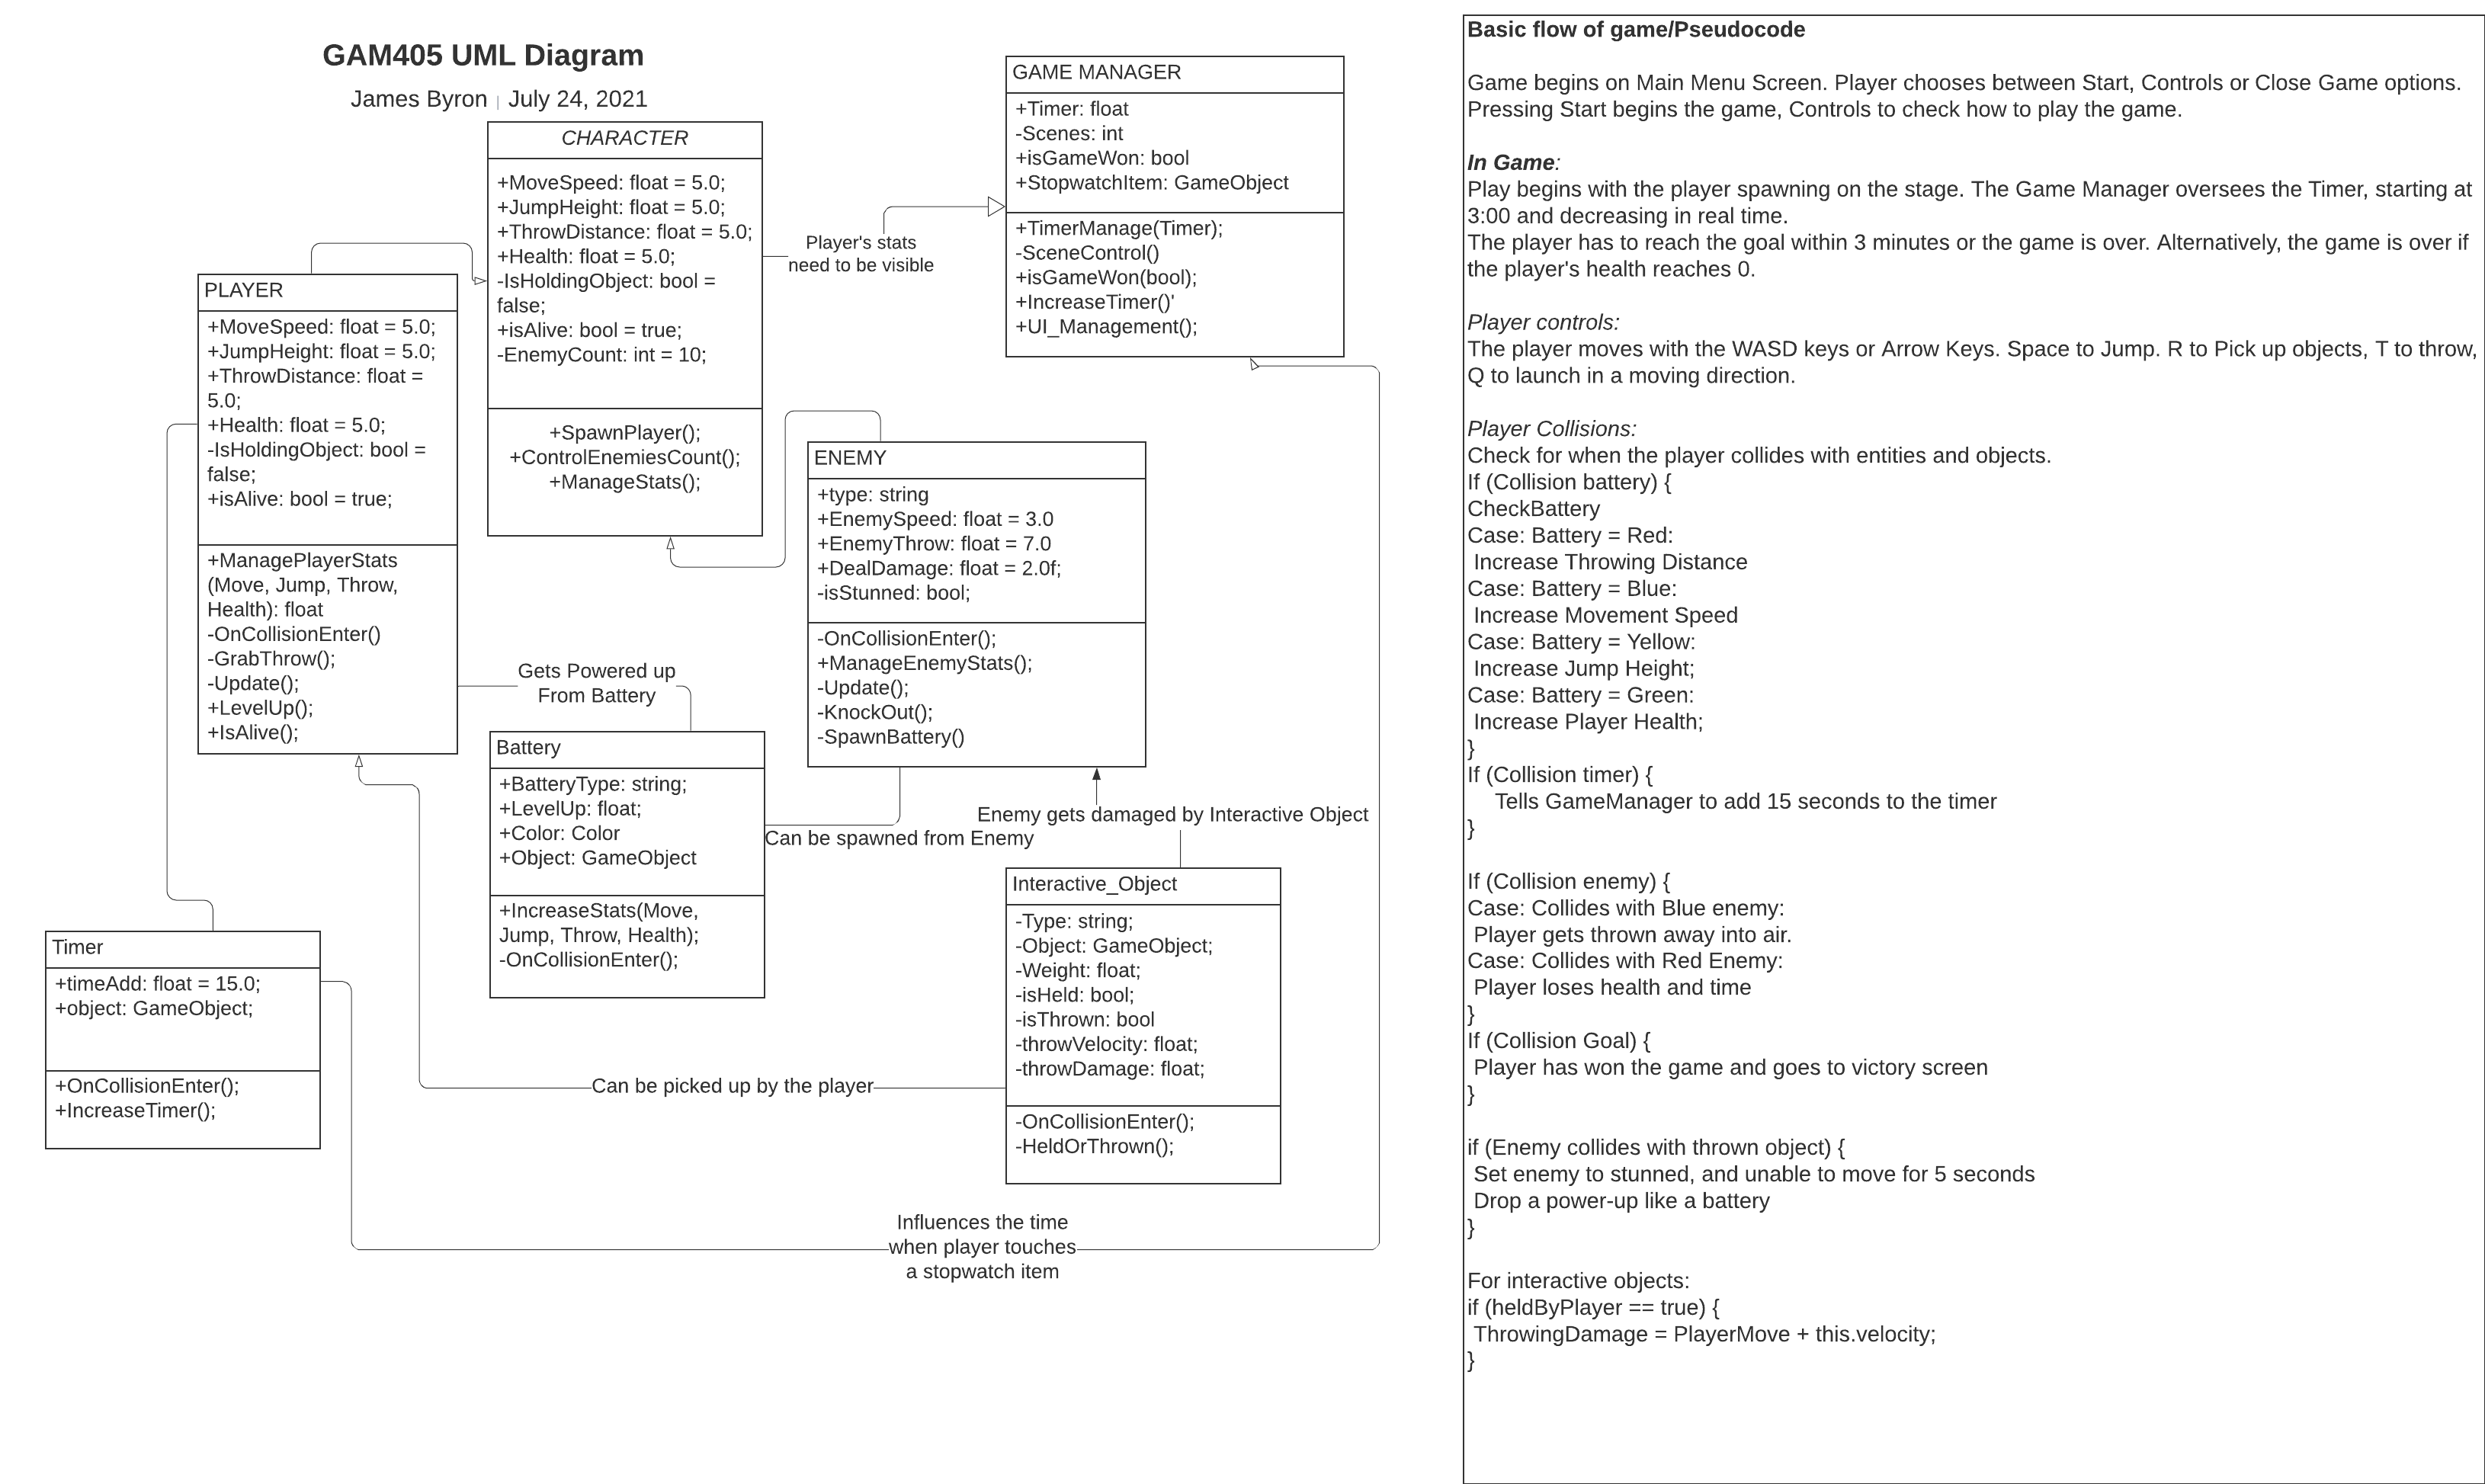 GAM405 UML Diagram
James Byron | July 24, 2021
CHARACTER
+MoveSpeed: float = 5.0;
+JumpHeight: float = 5.0;
+ThrowDistance: float = 5.0;
+Health: float = 5.0;
-IsHoldingObject: bool =
false;
+isAlive: bool = true;
-EnemyCount: int = 10;
+SpawnPlayer();
+ControlEnemiesCount();
+ManageStats();
Player's stats
need to be visible
GAME MANAGER
+Timer: float
-Scenes: int
+isGameWon: bool
+StopwatchItem: GameObject
+TimerManage(Timer);
-SceneControl()
+isGameWon(bool);
+IncreaseTimer()'
+UI_Management();
PLAYER
+MoveSpeed: float = 5.0;
+JumpHeight: float = 5.0;
+ThrowDistance: float =
5.0;
+Health: float = 5.0;
-IsHoldingObject: bool =
false;
+isAlive: bool = true;
+ManagePlayerStats
(Move, Jump, Throw,
Health): float
-OnCollisionEnter()
-GrabThrow();
-Update();
+LevelUp();
+IsAlive();
ENEMY
+type: string
+EnemySpeed: float = 3.0
+EnemyThrow: float = 7.0
+DealDamage: float = 2.0f;
-isStunned: bool;
-OnCollisionEnter();
+ManageEnemyStats();
-Update();
-KnockOut();
-SpawnBattery()
Gets Powered up
From Battery
Battery
+BatteryType: string;
+LevelUp: float;
+Color: Color
+Object: GameObject
+IncreaseStats(Move,
Jump, Throw, Health);
-OnCollisionEnter();
Can be spawned from Enemy
Enemy gets damaged by Interactive Object
Interactive_Object
-Type: string;
-Object: GameObject;
-Weight: float;
-isHeld: bool;
-isThrown: bool
-throwVelocity: float;
-throwDamage: float;
-OnCollisionEnter();
-HeldOrThrown();
Timer
+timeAdd: float = 15.0;
+object: GameObject;
+OnCollisionEnter();
+IncreaseTimer();
Can be picked up by the player
Influences the time
when player touches
a stopwatch item
Basic flow of game/Pseudocode
Game begins on Main Menu Screen. Player chooses between Start, Controls or Close Game options.
Pressing Start begins the game, Controls to check how to play the game.
In Game:
Play begins with the player spawning on the stage. The Game Manager oversees the Timer, starting at
3:00 and decreasing in real time.
The player has to reach the goal within 3 minutes or the game is over. Alternatively, the game is over if
the player's health reaches 0.
Player controls:
The player moves with the WASD keys or Arrow Keys. Space to Jump. R to Pick up objects, T to throw,
Q to launch in a moving direction.
Player Collisions:
Check for when the player collides with entities and objects.
If (Collision battery) {
CheckBattery
Case: Battery = Red:
Increase Throwing Distance
Case: Battery = Blue:
Increase Movement Speed
Case: Battery = Yellow:
Increase Jump Height;
Case: Battery = Green:
Increase Player Health;
}
If (Collision timer) {
Tells GameManager to add 15 seconds to the timer
}
If (Collision enemy) {
Case: Collides with Blue enemy:
Player gets thrown away into air.
Case: Collides with Red Enemy:
Player loses health and time
}
If (Collision Goal) {
Player has won the game and goes to victory screen
}
if (Enemy collides with thrown object) {
Set enemy to stunned, and unable to move for 5 seconds
Drop a power-up like a battery
}
For interactive objects:
if (heldByPlayer == true) {
ThrowingDamage = PlayerMove + this.velocity;
}